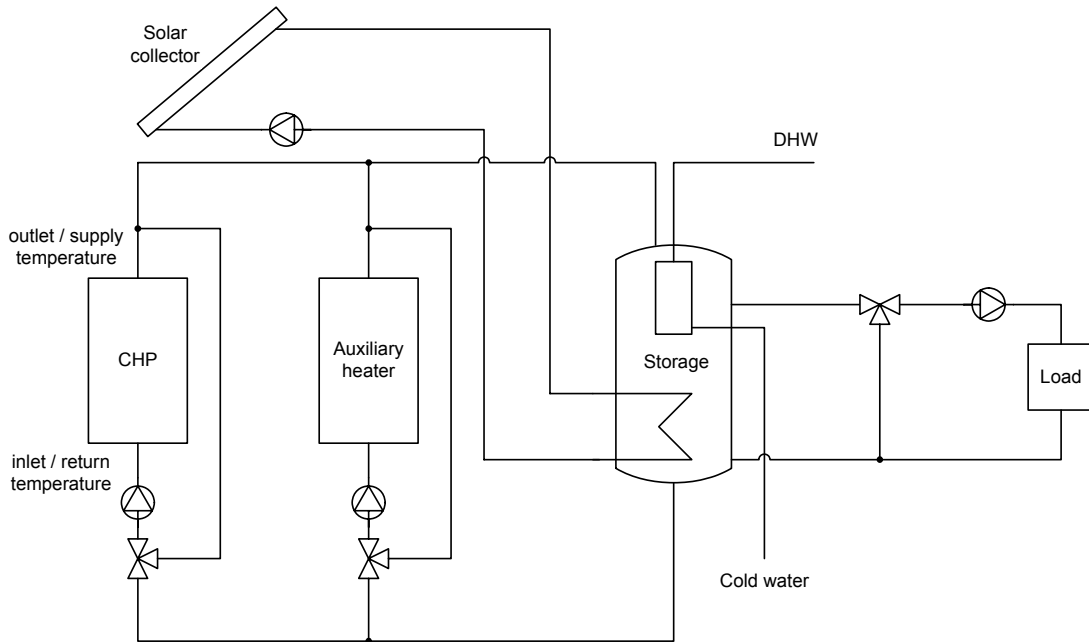 Solar
collector
DHW
outlet / supply
temperature
CHP
Auxiliary
heater
Storage
Load
inlet / return
temperature
Cold water